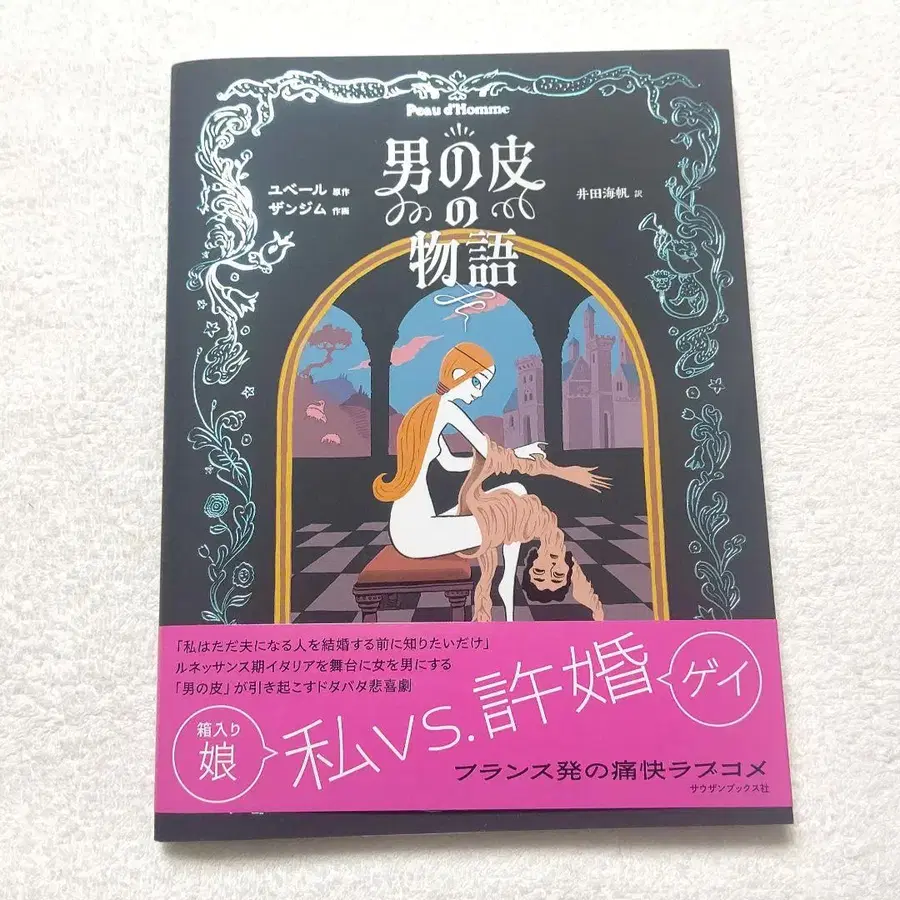 Peau d'Homme
男の皮
の
物語
ユベール 原作
ザンジム 作画
井田海帆 訳
「私はただ夫になる人を結婚する前に知りたいだけ」
ルネッサンス期イタリアを舞台に女を男にする
「男の皮」が引き起こすドタバタ悲喜劇
箱入り
娘
私vs.許婚
ゲイ
フランス発の痛快ラブコメ
サウザンブックス社